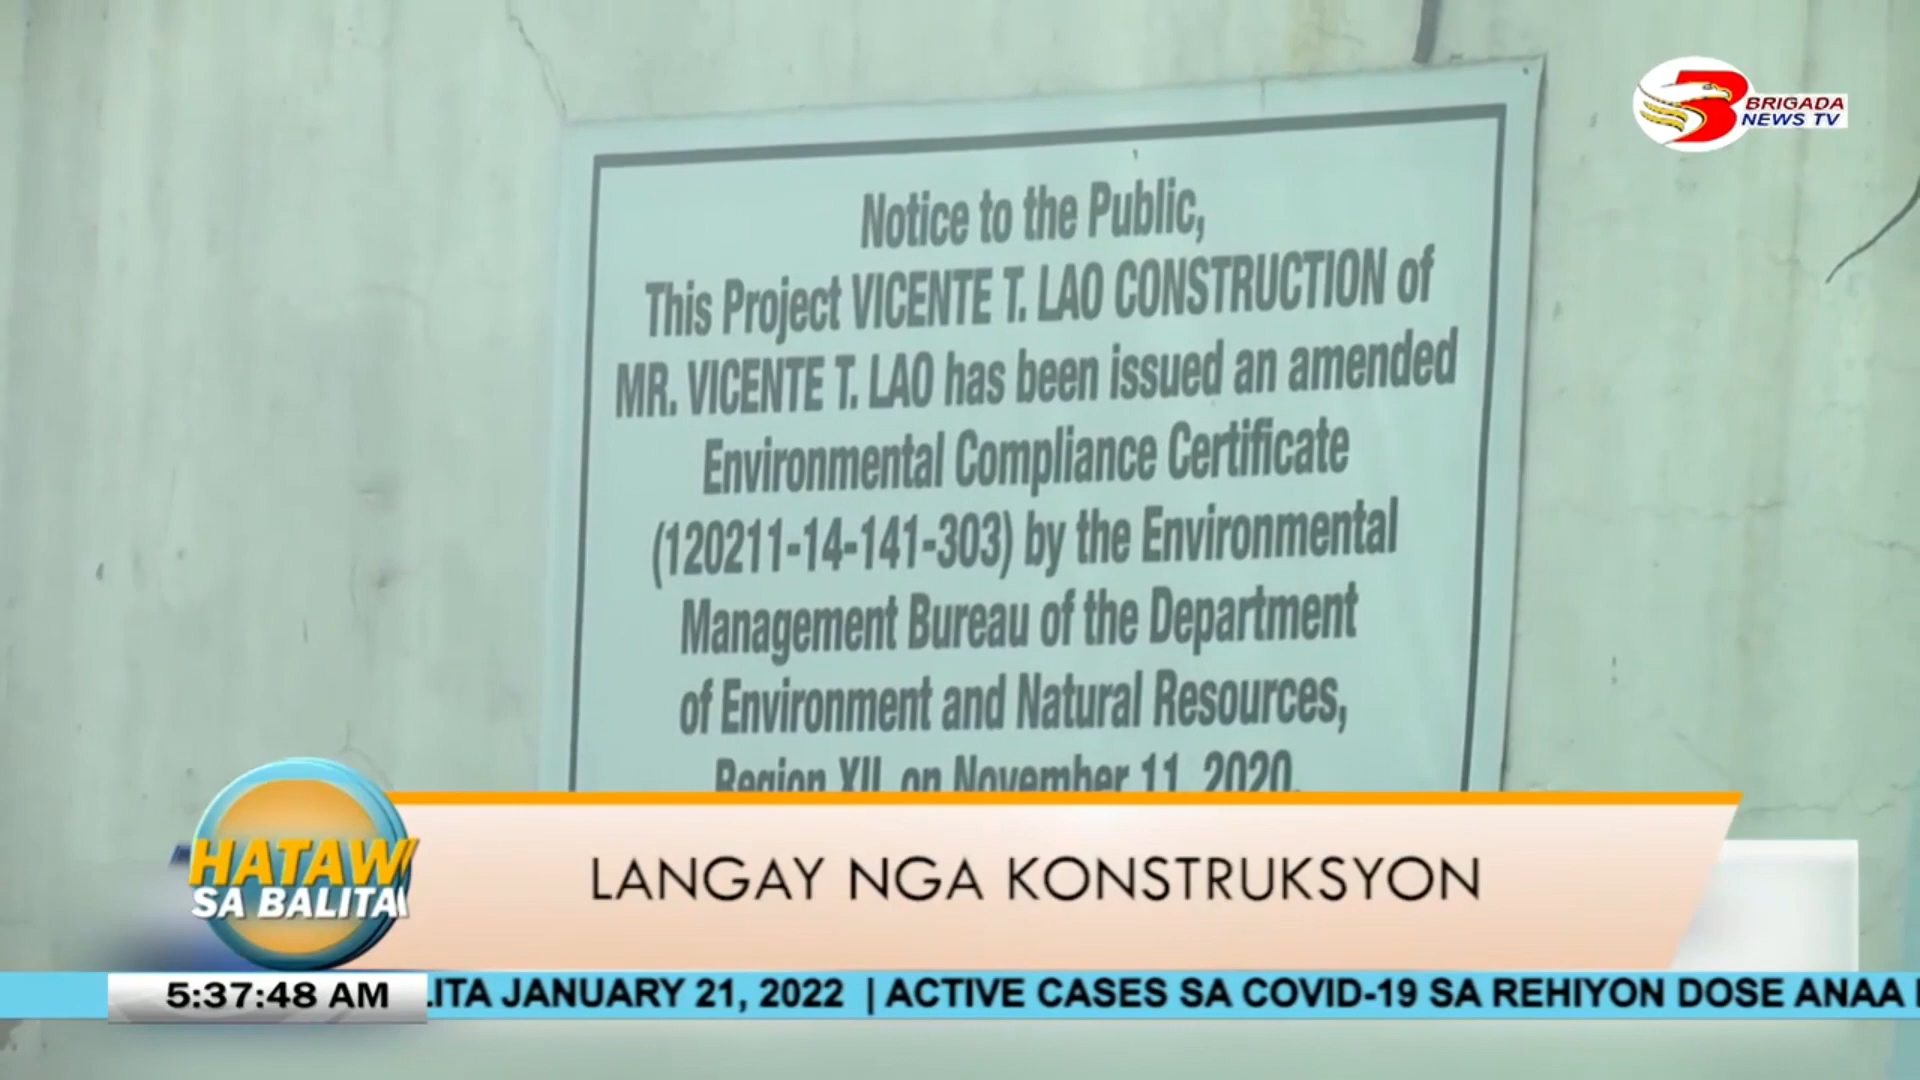 BRIGADA
NEWS TV
Notice to the Public,
This Project VICENTE T. LAO CONSTRUCTION of
MR. VICENTE T. LAO has been issued an amended
Environmental Compliance Certificate
(120211-14-141-303) by the Environmental
Management Bureau of the Department
of Environment and Natural Resources,
Region XII, on November 11, 2020.
HATAW
SA BALITA
LANGAY NGA KONSTRUKSYON
5:37:48 AM
LITA JANUARY 21, 2022 | ACTIVE CASES SA COVID-19 SA REHIYON DOSE ANAA